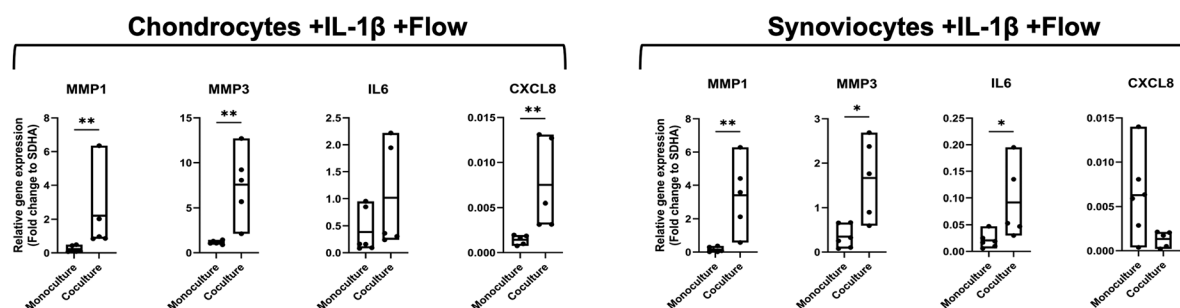 Chondrocytes +IL-1β +Flow
Synoviocytes +IL-1β +Flow
MMP1
MMP3
IL6
CXCL8
MMP1
MMP3
IL6
CXCL8
Relative gene expression
(Fold change to SDHA)
8
6
4
2
0
**
Monoculture
Coculture
15
10
5
0
**
Monoculture
Coculture
2.5
2.0
1.5
1.0
0.5
0.0
Monoculture
Coculture
0.015
0.010
0.005
0.000
**
Monoculture
Coculture
Relative gene expression
(Fold change to SDHA)
8
6
4
2
0
**
Monoculture
Coculture
3
2
1
0
*
Monoculture
Coculture
0.25
0.20
0.15
0.10
0.05
0.00
*
Monoculture
Coculture
0.015
0.010
0.005
0.000
Monoculture
Coculture